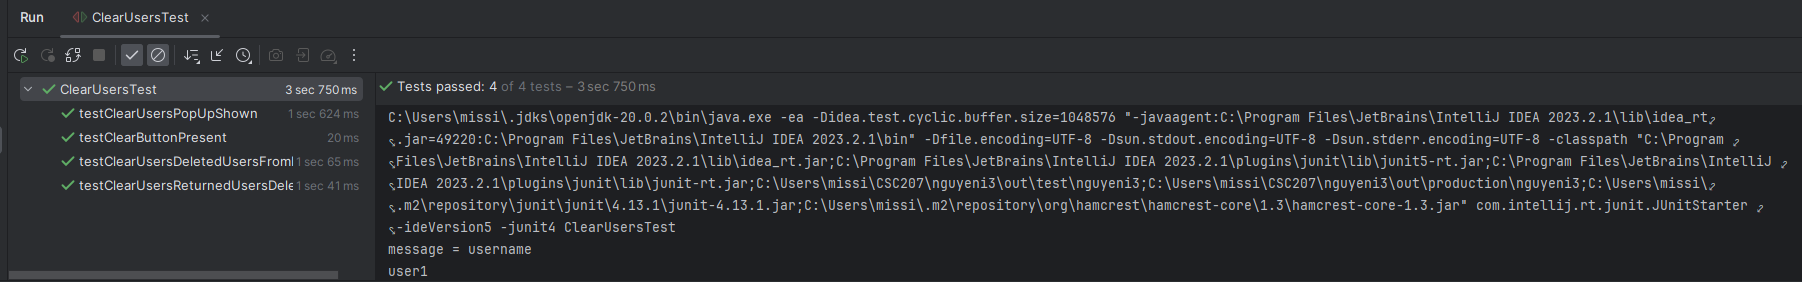 Run ClearUsersTest
ClearUsersTest 3 sec 750 ms
testClearUsersPopUpShown 1 sec 624 ms
testClearButtonPresent 20 ms
testClearUsersDeletedUsersFrom 1 sec 65 ms
testClearUsersReturnedUsersDele 1 sec 41 ms
Tests passed: 4 of 4 tests – 3 sec 750 ms
C:\Users\missi\.jdks\openjdk-20.0.2\bin\java.exe -ea -Didea.test.cyclic.buffer.size=1048576 "-javaagent:C:\Program Files\JetBrains\IntelliJ IDEA 2023.2.1\lib\idea_rt
.jar=49220:C:\Program Files\JetBrains\IntelliJ IDEA 2023.2.1\bin" -Dfile.encoding=UTF-8 -Dsun.stdout.encoding=UTF-8 -Dsun.stderr.encoding=UTF-8 -classpath "C:\Program
Files\JetBrains\IntelliJ IDEA 2023.2.1\lib\idea_rt.jar;C:\Program Files\JetBrains\IntelliJ IDEA 2023.2.1\plugins\junit\lib\junit5-rt.jar;C:\Program Files\JetBrains\IntelliJ
IDEA 2023.2.1\plugins\junit\lib\junit-rt.jar;C:\Users\missi\CSC207\nguyeni3\out\test\nguyeni3;C:\Users\missi\CSC207\nguyeni3\out\production\nguyeni3;C:\Users\missi\
.m2\repository\junit\junit\4.13.1\junit-4.13.1.jar;C:\Users\missi\.m2\repository\org\hamcrest\hamcrest-core\1.3\hamcrest-core-1.3.jar" com.intellij.rt.junit.JUnitStarter
-ideVersion5 -junit4 ClearUsersTest
message = username
user1